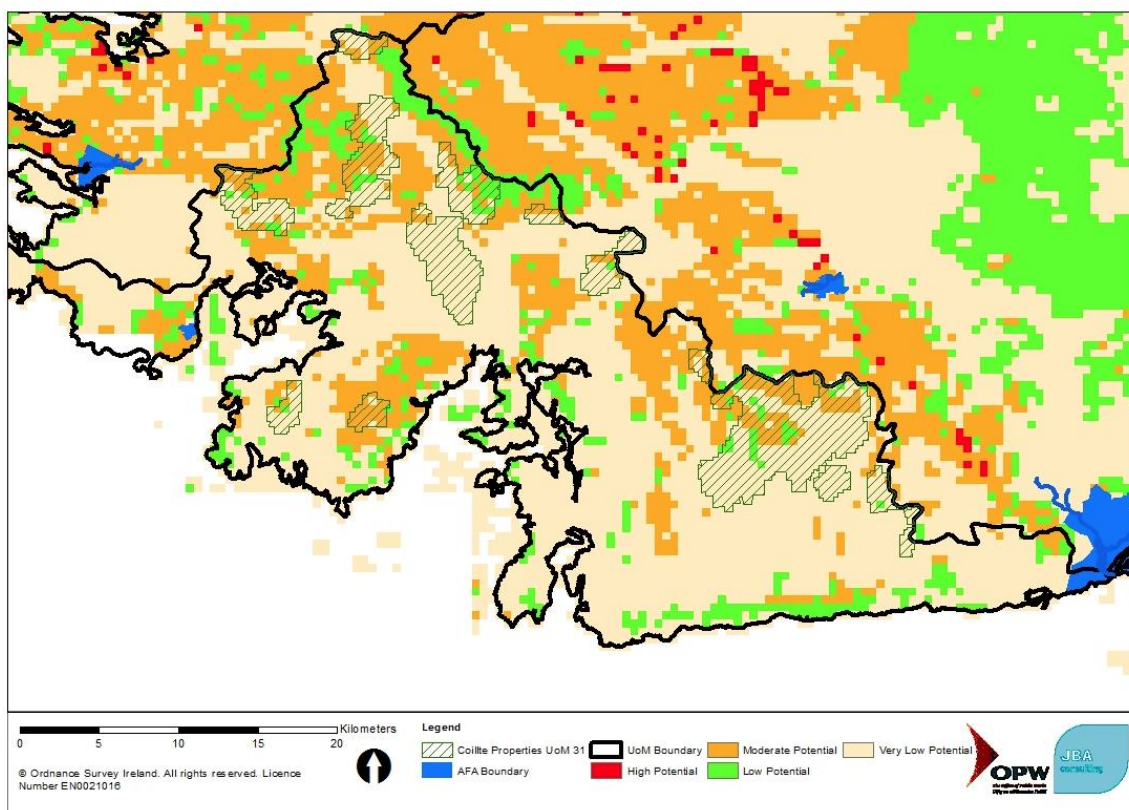 Kilometers
0 5 10 15 20
© Ordnance Survey Ireland. All rights reserved. Licence
Number EN0021016
Legend
Coillte Properties UoM 31
UoM Boundary
Moderate Potential
Very Low Potential
AFA Boundary
High Potential
Low Potential
OPW
JBA
consulting